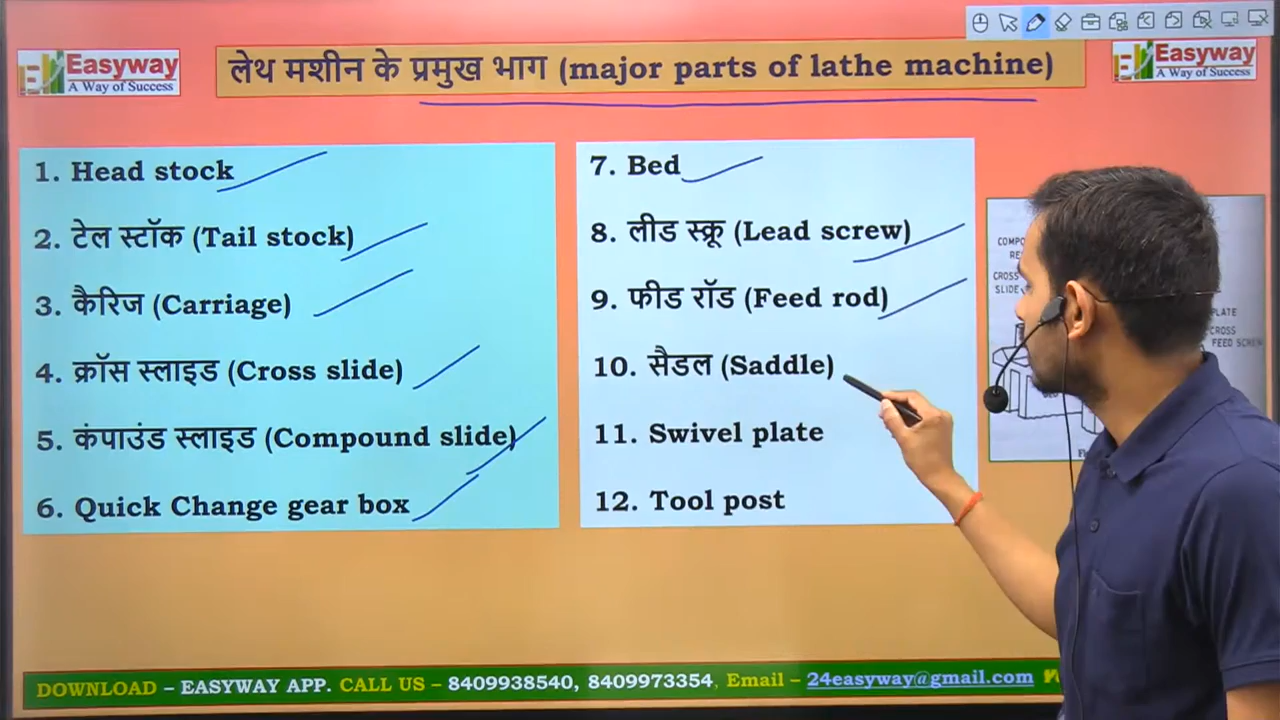 Easyway
A Way of Success
लेथ मशीन के प्रमुख भाग (major parts of lathe machine)
Easyway
A Way of Success
1. Head stock
2. टेल स्टॉक (Tail stock)
3. कैरिज (Carriage)
4. क्रॉस स्लाइड (Cross slide)
5. कंपाउंड स्लाइड (Compound slide)
6. Quick Change gear box
7. Bed
8. लीड स्क्रू (Lead screw)
9. फीड रॉड (Feed rod)
10. सैडल (Saddle)
11. Swivel plate
12. Tool post
CROSS
SLIDE
PLATE
CROSS
FEED SCREW
DOWNLOAD – EASYWAY APP. CALL US – 8409938540, 8409973354, Email – 24easyway@gmail.com